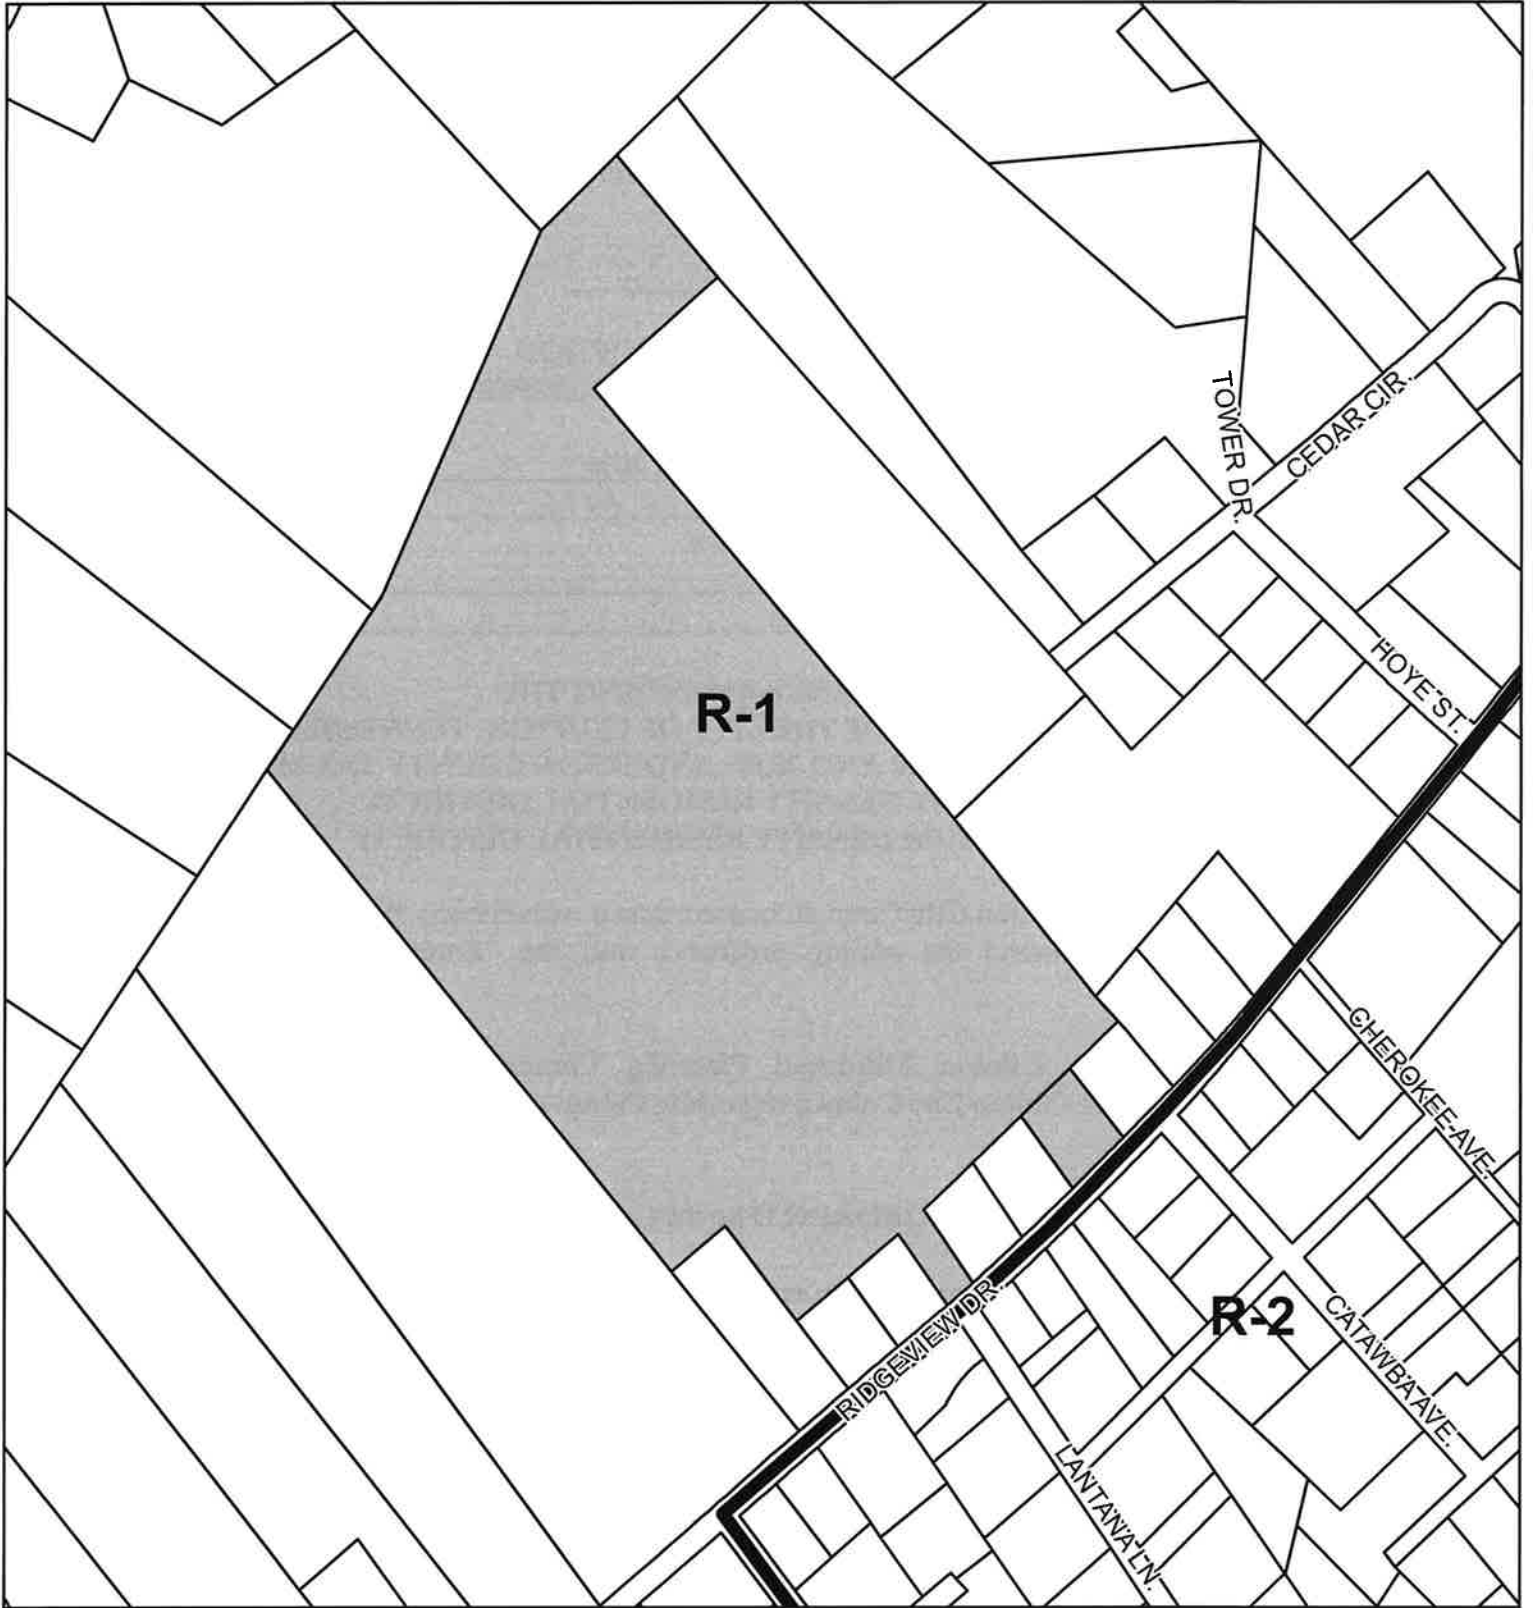 TOWER DR.
CEDAR CIR.
HOYE ST.
R-1
CHEROKEE AVE.
R-2
CATAWBA AVE.
RIDGEVIEW DR.
LANTANA LN.